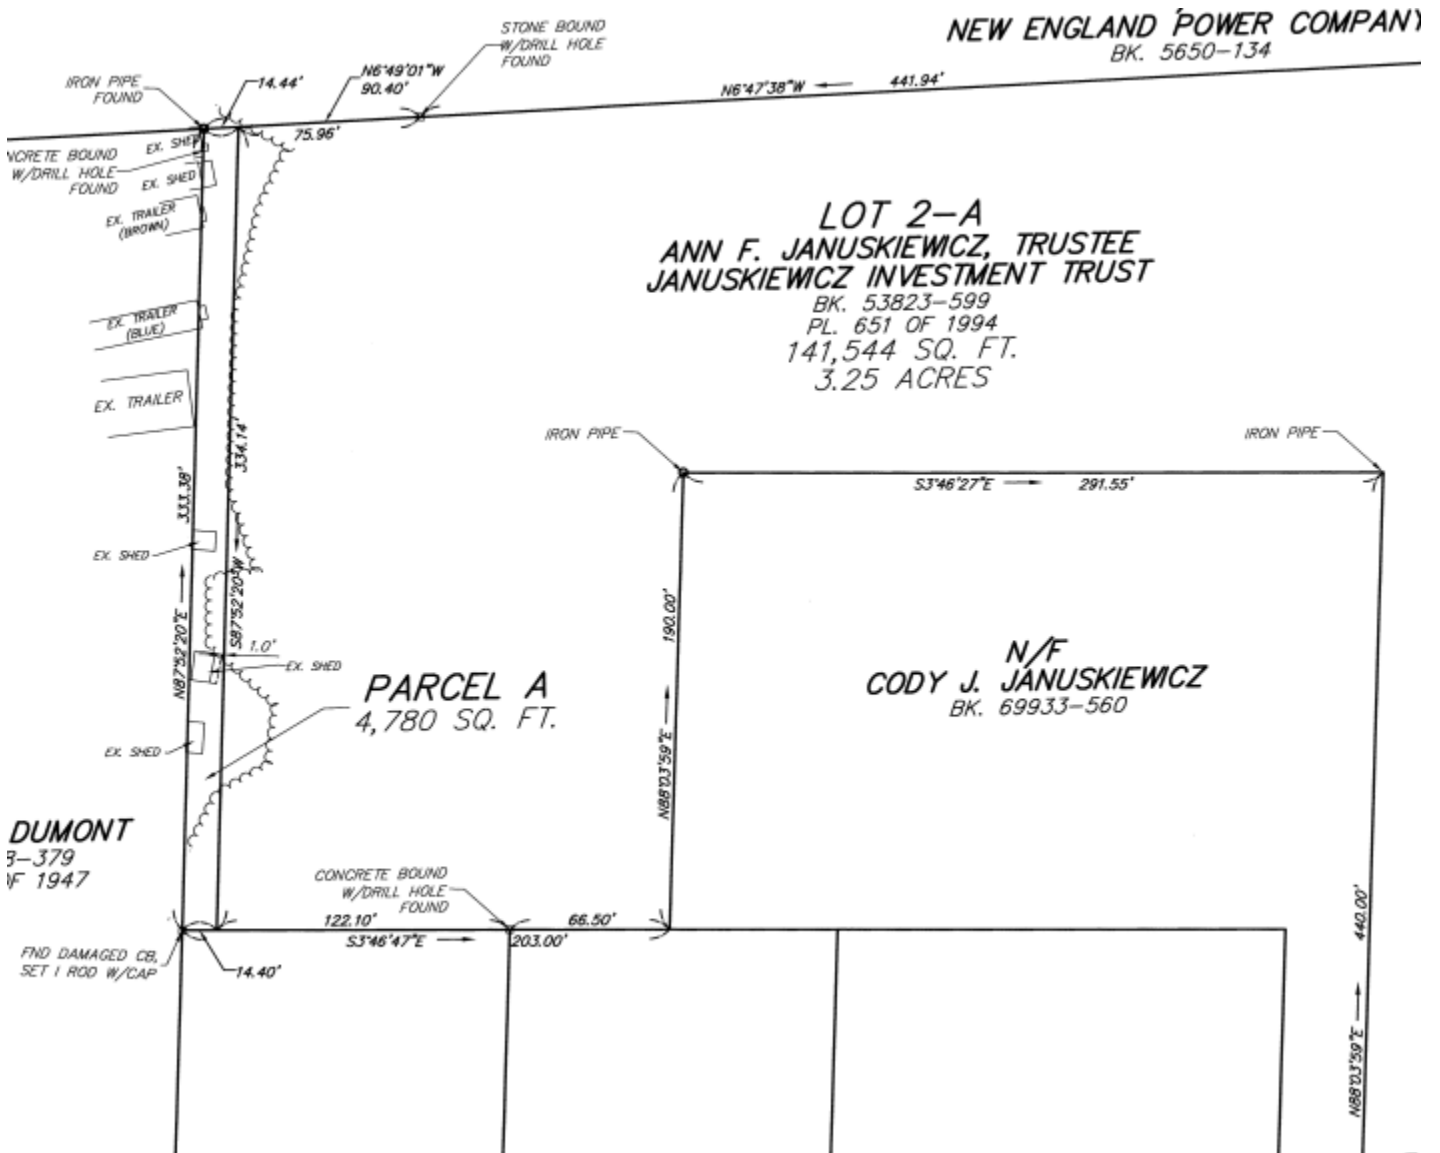 NEW ENGLAND POWER COMPANY
BK. 5650-134
STONE BOUND
W/DRILL HOLE
FOUND
IRON PIPE
FOUND
14.44'
N6°49'01"W
90.40'
N6°47'38"W
441.94'
75.96'
NCRETE BOUND
W/DRILL HOLE
FOUND
EX. SHED
EX. SHED
EX. TRAILER
(BROWN)
EX. TRAILER
(BLUE)
EX. TRAILER
LOT 2-A
ANN F. JANUSKIEWICZ, TRUSTEE
JANUSKIEWICZ INVESTMENT TRUST
BK. 53823-599
PL. 651 OF 1994
141,544 SQ. FT.
3.25 ACRES
IRON PIPE
IRON PIPE
S3°46'27"E
291.55'
334.14'
333.38'
EX. SHED
S87°52'20"W
N87°52'20"E
1.0'
EX. SHED
EX. SHED
PARCEL A
4,780 SQ. FT.
190.00'
N88°03'59"E
N/F
CODY J. JANUSKIEWICZ
BK. 69933-560
DUMONT
8-379
OF 1947
CONCRETE BOUND
W/DRILL HOLE
FOUND
122.10'
66.50'
S3°46'47"E
203.00'
FND DAMAGED CB,
SET I ROD W/CAP
14.40'
440.00'
N88°03'59"E